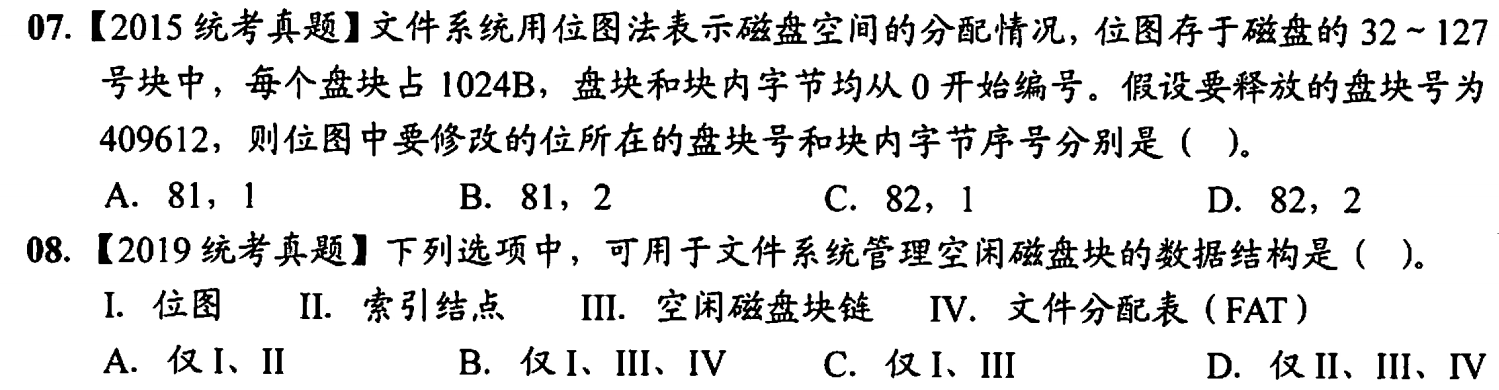 07.【2015 统考真题】文件系统用位图法表示磁盘空间的分配情况，位图存于磁盘的 32~127
号块中，每个盘块占 1024B，盘块和块内字节均从 0 开始编号。假设要释放的盘块号为
409612，则位图中要修改的位所在的盘块号和块内字节序号分别是（ ）。
A. 81，1 B. 81，2 C. 82，1 D. 82，2
08.【2019 统考真题】下列选项中，可用于文件系统管理空闲磁盘块的数据结构是（ ）。
I. 位图 II. 索引结点 III. 空闲磁盘块链 IV. 文件分配表（FAT）
A. 仅 I、II B. 仅 I、III、IV C. 仅 I、III D. 仅 II、III、IV